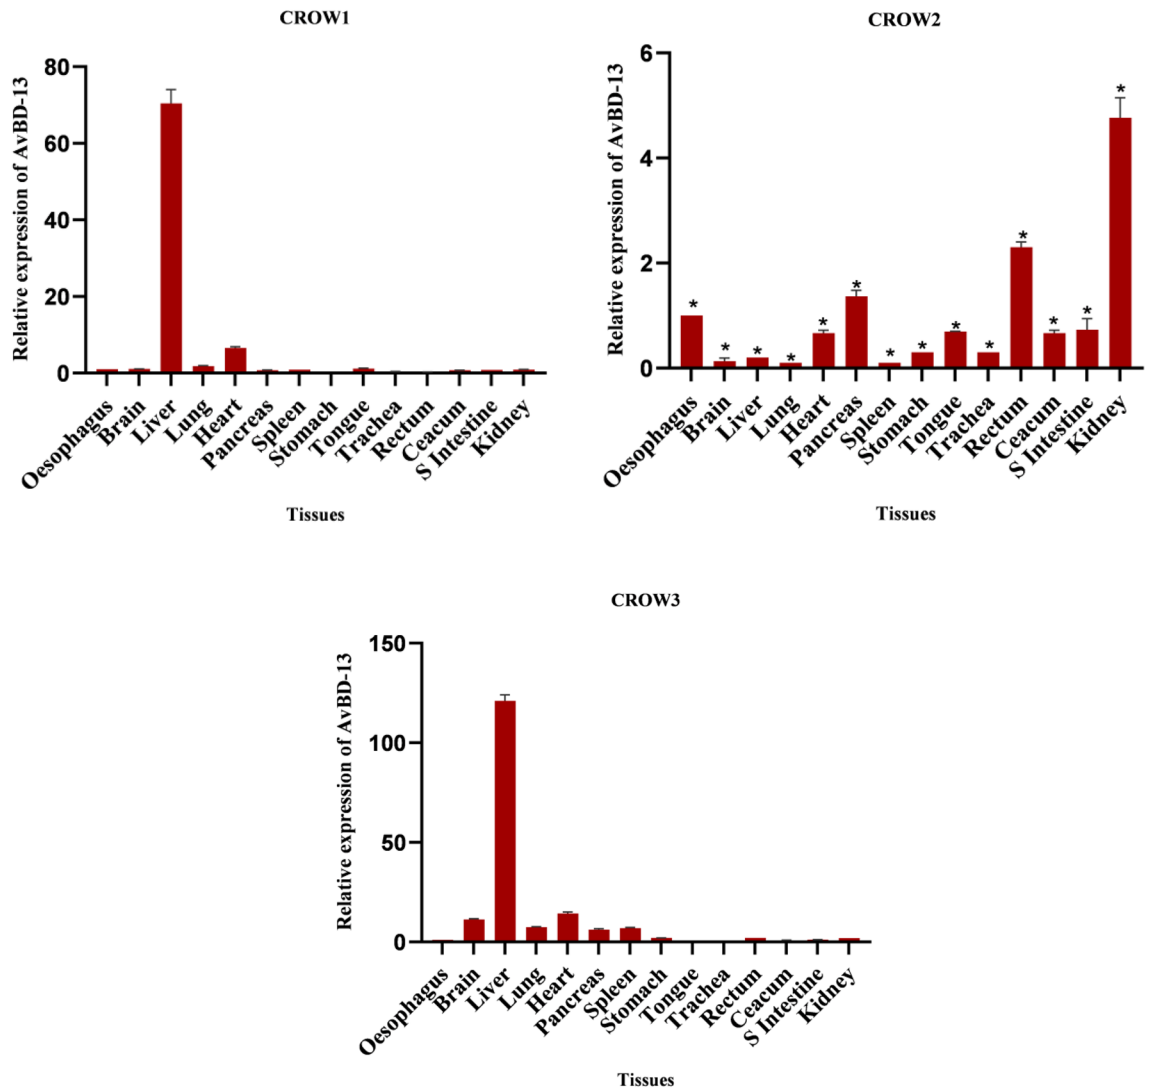 CROW1
Relative expression of AvBD-13
80
60
40
20
0
Oesophagus
Brain
Liver
Lung
Heart
Pancreas
Spleen
Stomach
Tongue
Trachea
Rectum
Ceacum
S Intestine
Kidney
Tissues
CROW2
Relative expression of AvBD-13
6
4
2
0
* * * * * * * * * * * * * *
Oesophagus
Brain
Liver
Lung
Heart
Pancreas
Spleen
Stomach
Tongue
Trachea
Rectum
Ceacum
S Intestine
Kidney
Tissues
CROW3
Relative expression of AvBD-13
150
100
50
0
Oesophagus
Brain
Liver
Lung
Heart
Pancreas
Spleen
Stomach
Tongue
Trachea
Rectum
Ceacum
S Intestine
Kidney
Tissues